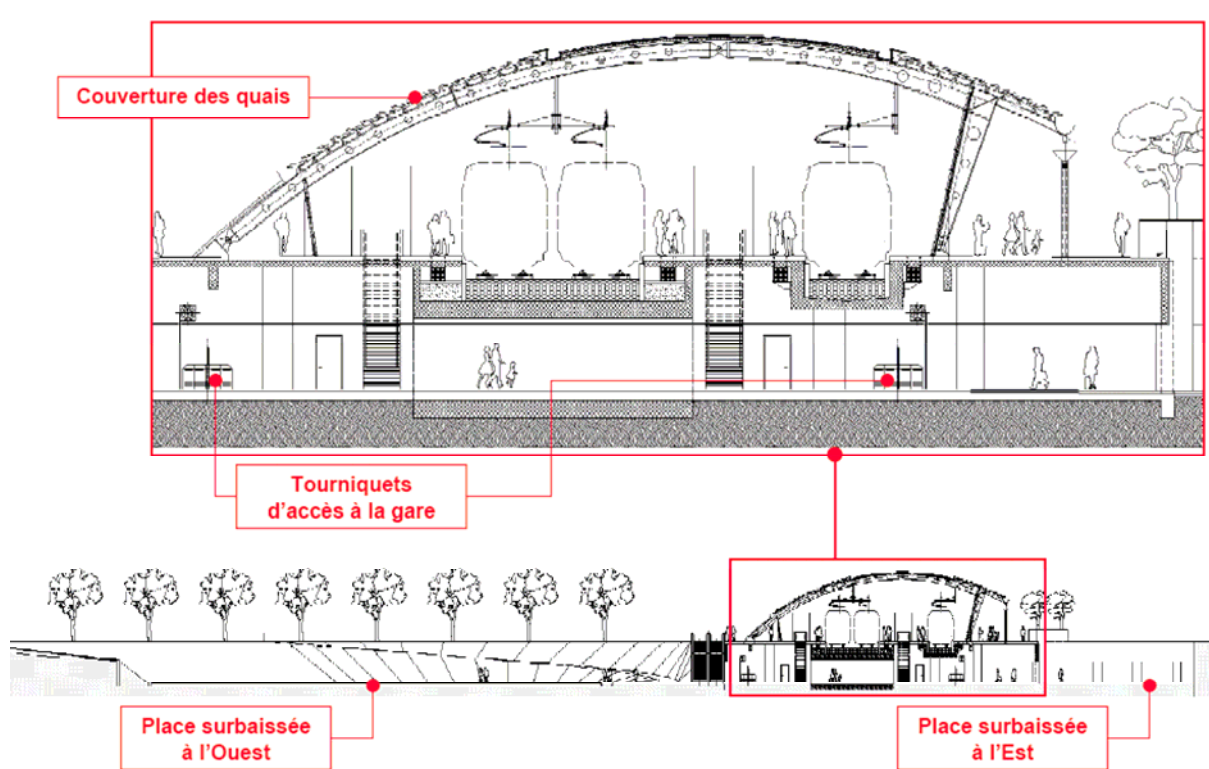 Couverture des quais
Tourniquets
d'accès à la gare
Place surbaissée
à l'Ouest
Place surbaissée
à l'Est